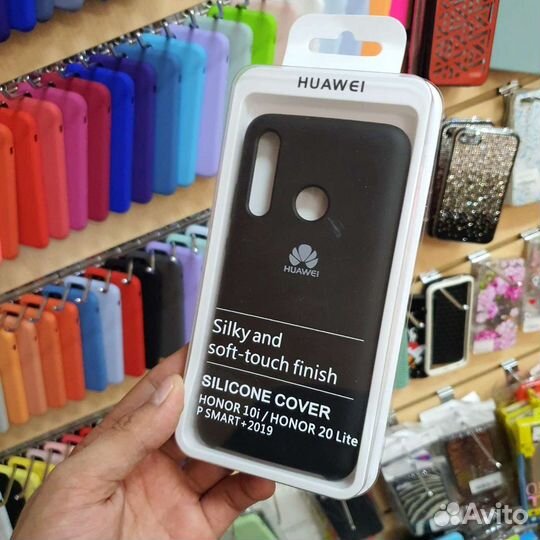 HUAWEI
HUAWEI
Silky and
soft-touch finish
SILICONE COVER
HONOR 10i / HONOR 20 Lite
P SMART+2019
Avito